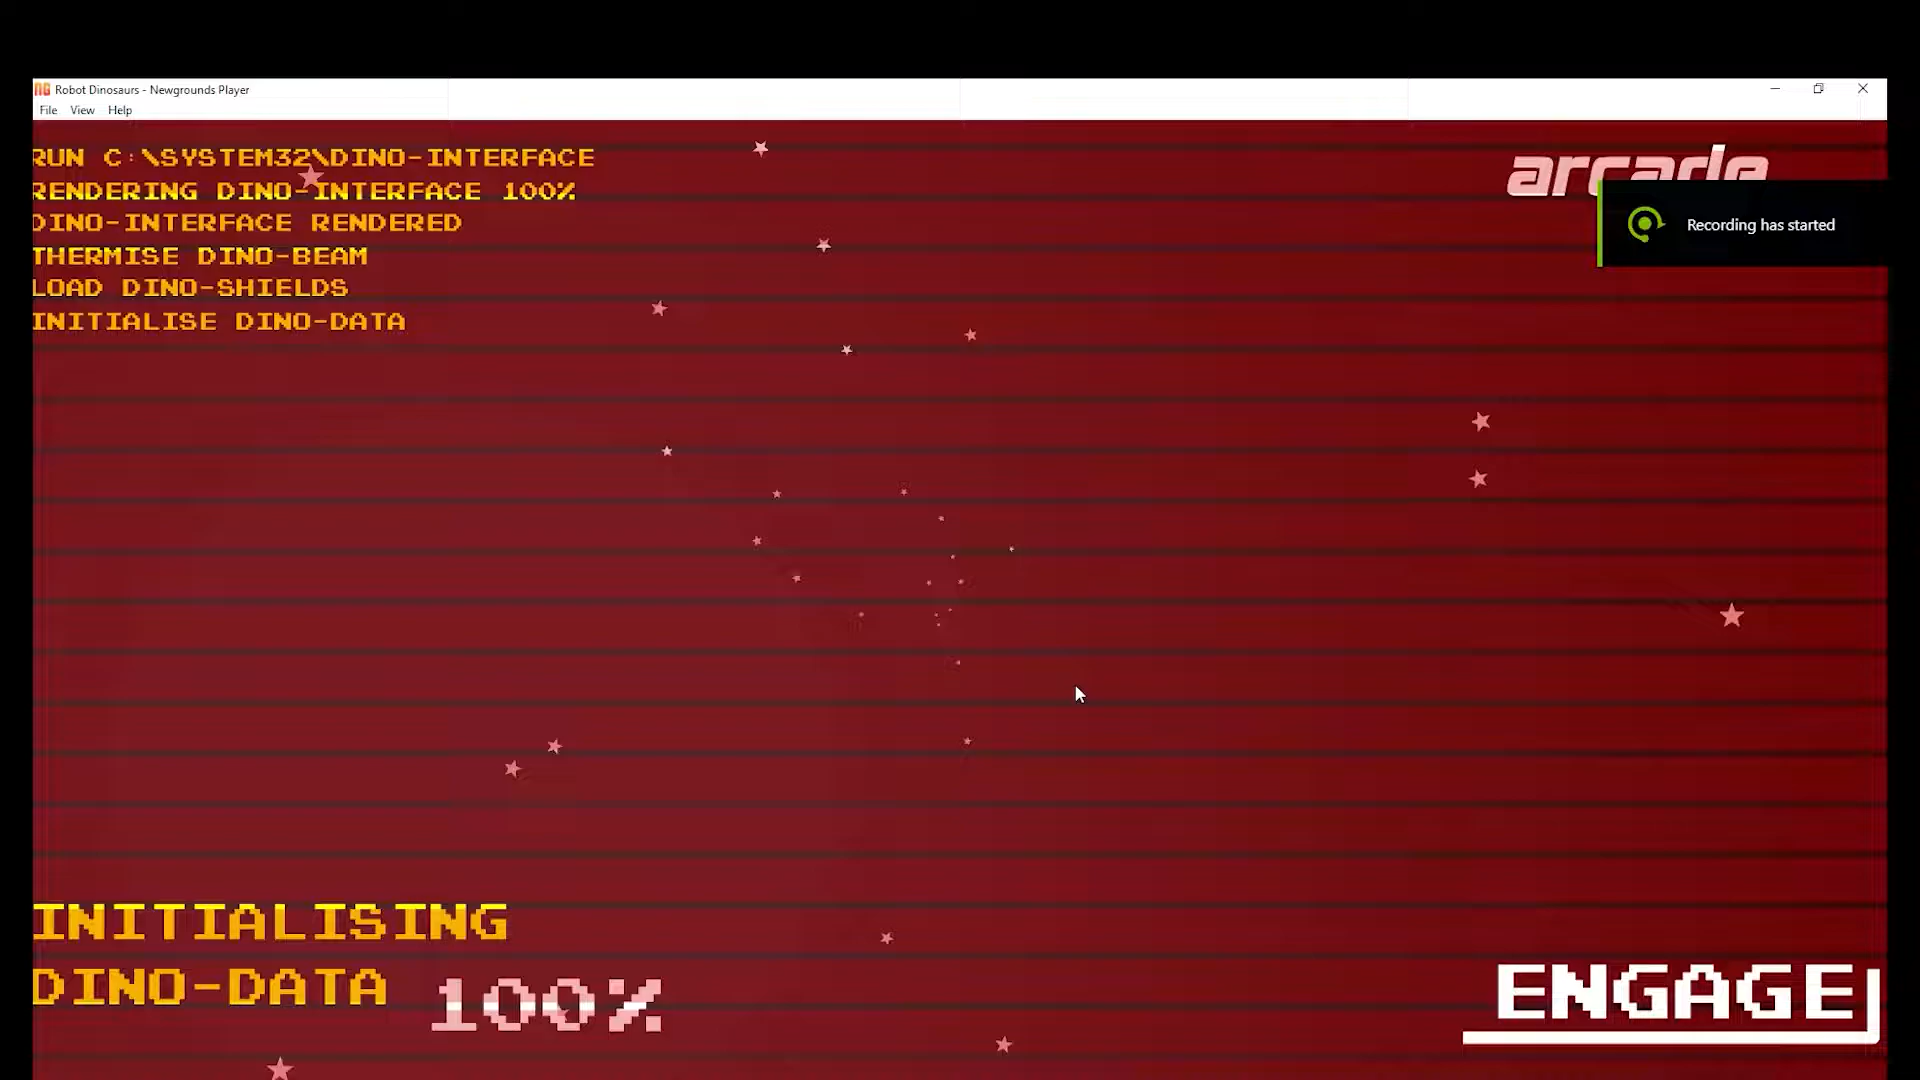 Robot Dinosaurs - Newgrounds Player
File View Help
RUN C:\SYSTEM32\DINO-INTERFACE
RENDERING DINO-INTERFACE 100%
DINO-INTERFACE RENDERED
THERMISE DINO-BEAM
LOAD DINO-SHIELDS
INITIALISE DINO-DATA
arcade
Recording has started
INITIALISING
DINO-DATA 100%
ENGAGE